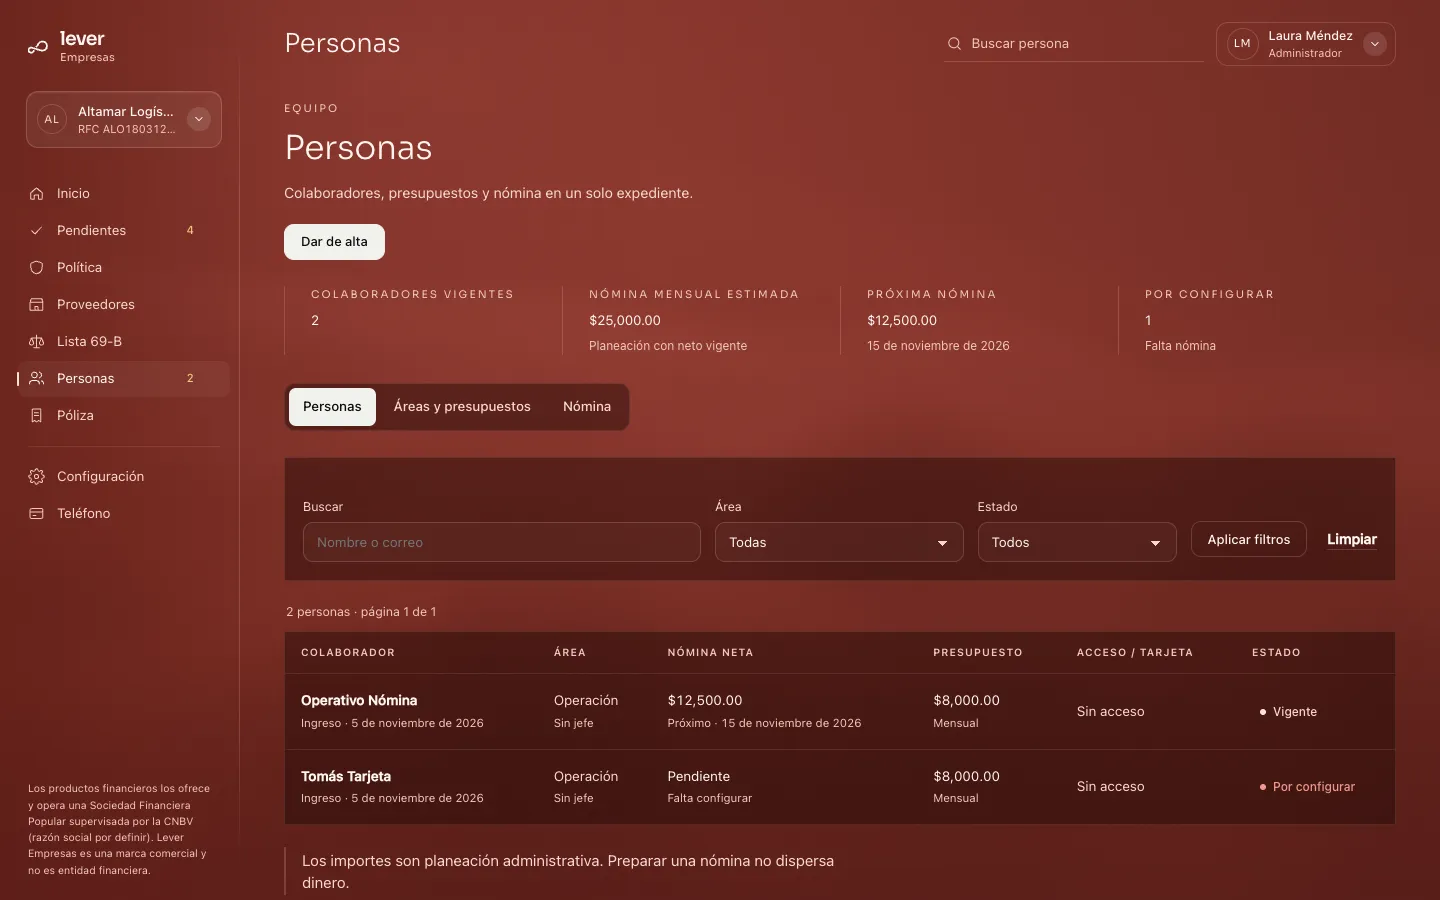 lever
Empresas
AL
Altamar Logís...
RFC ALO180312...
Inicio
Pendientes 4
Política
Proveedores
Lista 69-B
Personas 2
Póliza
Configuración
Teléfono
Los productos financieros los ofrece
y opera una Sociedad Financiera
Popular supervisada por la CNBV
(razón social por definir). Lever
Empresas es una marca comercial y
no es entidad financiera.
Personas
Buscar persona
LM
Laura Méndez
Administrador
EQUIPO
Personas
Colaboradores, presupuestos y nómina en un solo expediente.
Dar de alta
COLABORADORES VIGENTES
2
NÓMINA MENSUAL ESTIMADA
$25,000.00
Planeación con neto vigente
PRÓXIMA NÓMINA
$12,500.00
15 de noviembre de 2026
POR CONFIGURAR
1
Falta nómina
Personas Áreas y presupuestos Nómina
Buscar
Nombre o correo
Área
Todas
Estado
Todos
Aplicar filtros
Limpiar
2 personas · página 1 de 1
COLABORADOR ÁREA NÓMINA NETA PRESUPUESTO ACCESO / TARJETA ESTADO
Operativo Nómina Operación $12,500.00 $8,000.00 Sin acceso Vigente
Ingreso · 5 de noviembre de 2026 Sin jefe Próximo · 15 de noviembre de 2026 Mensual
Tomás Tarjeta Operación Pendiente $8,000.00 Sin acceso Por configurar
Ingreso · 5 de noviembre de 2026 Sin jefe Falta configurar Mensual
Los importes son planeación administrativa. Preparar una nómina no dispersa
dinero.